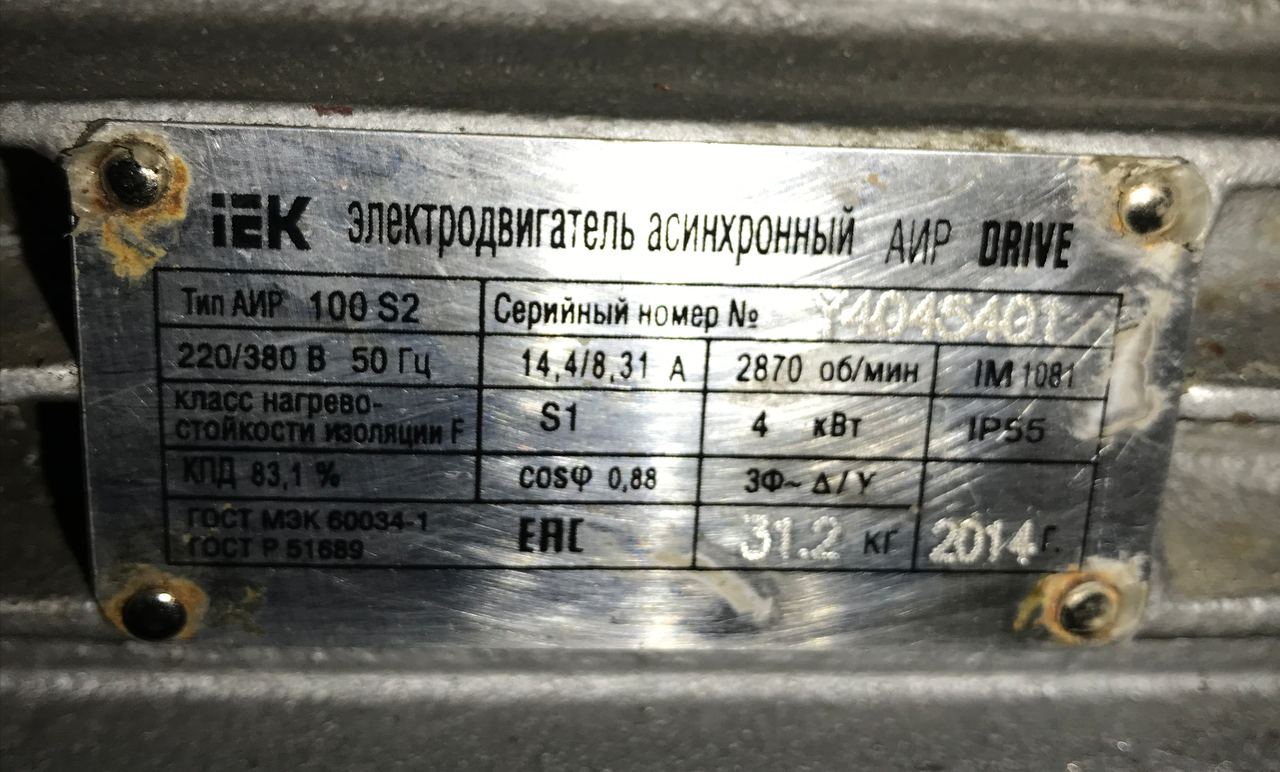 iEK ЭЛЕКТРОДВИГАТЕЛЬ АСИНХРОННЫЙ АИР DRIVE
Тип АИР 100 S2 Серийный номер № Y4045401
220/380 В 50 Гц 14,4/8,31 А 2870 об/мин IM 1081
класс нагрево-
стойкости изоляции F S1 4 кВт IP55
КПД 83,1 % cosφ 0,88 3Ф~ Δ/Y
ГОСТ МЭК 60034-1
ГОСТ Р 51689 ЕАС 31.2 кг 2014 г.